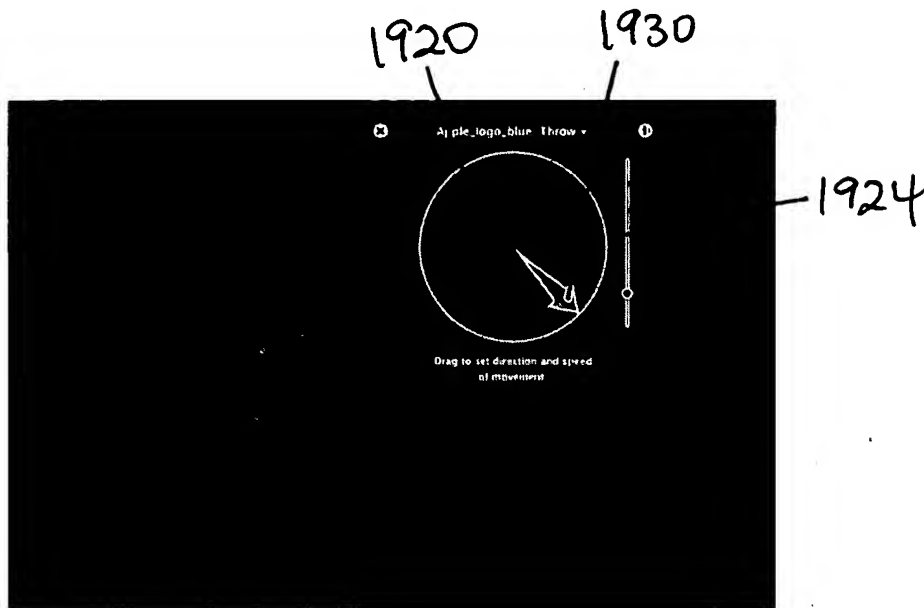 1920 1930
Apple_logo_blue Throw
1924
Drag to set direction and speed
of movement